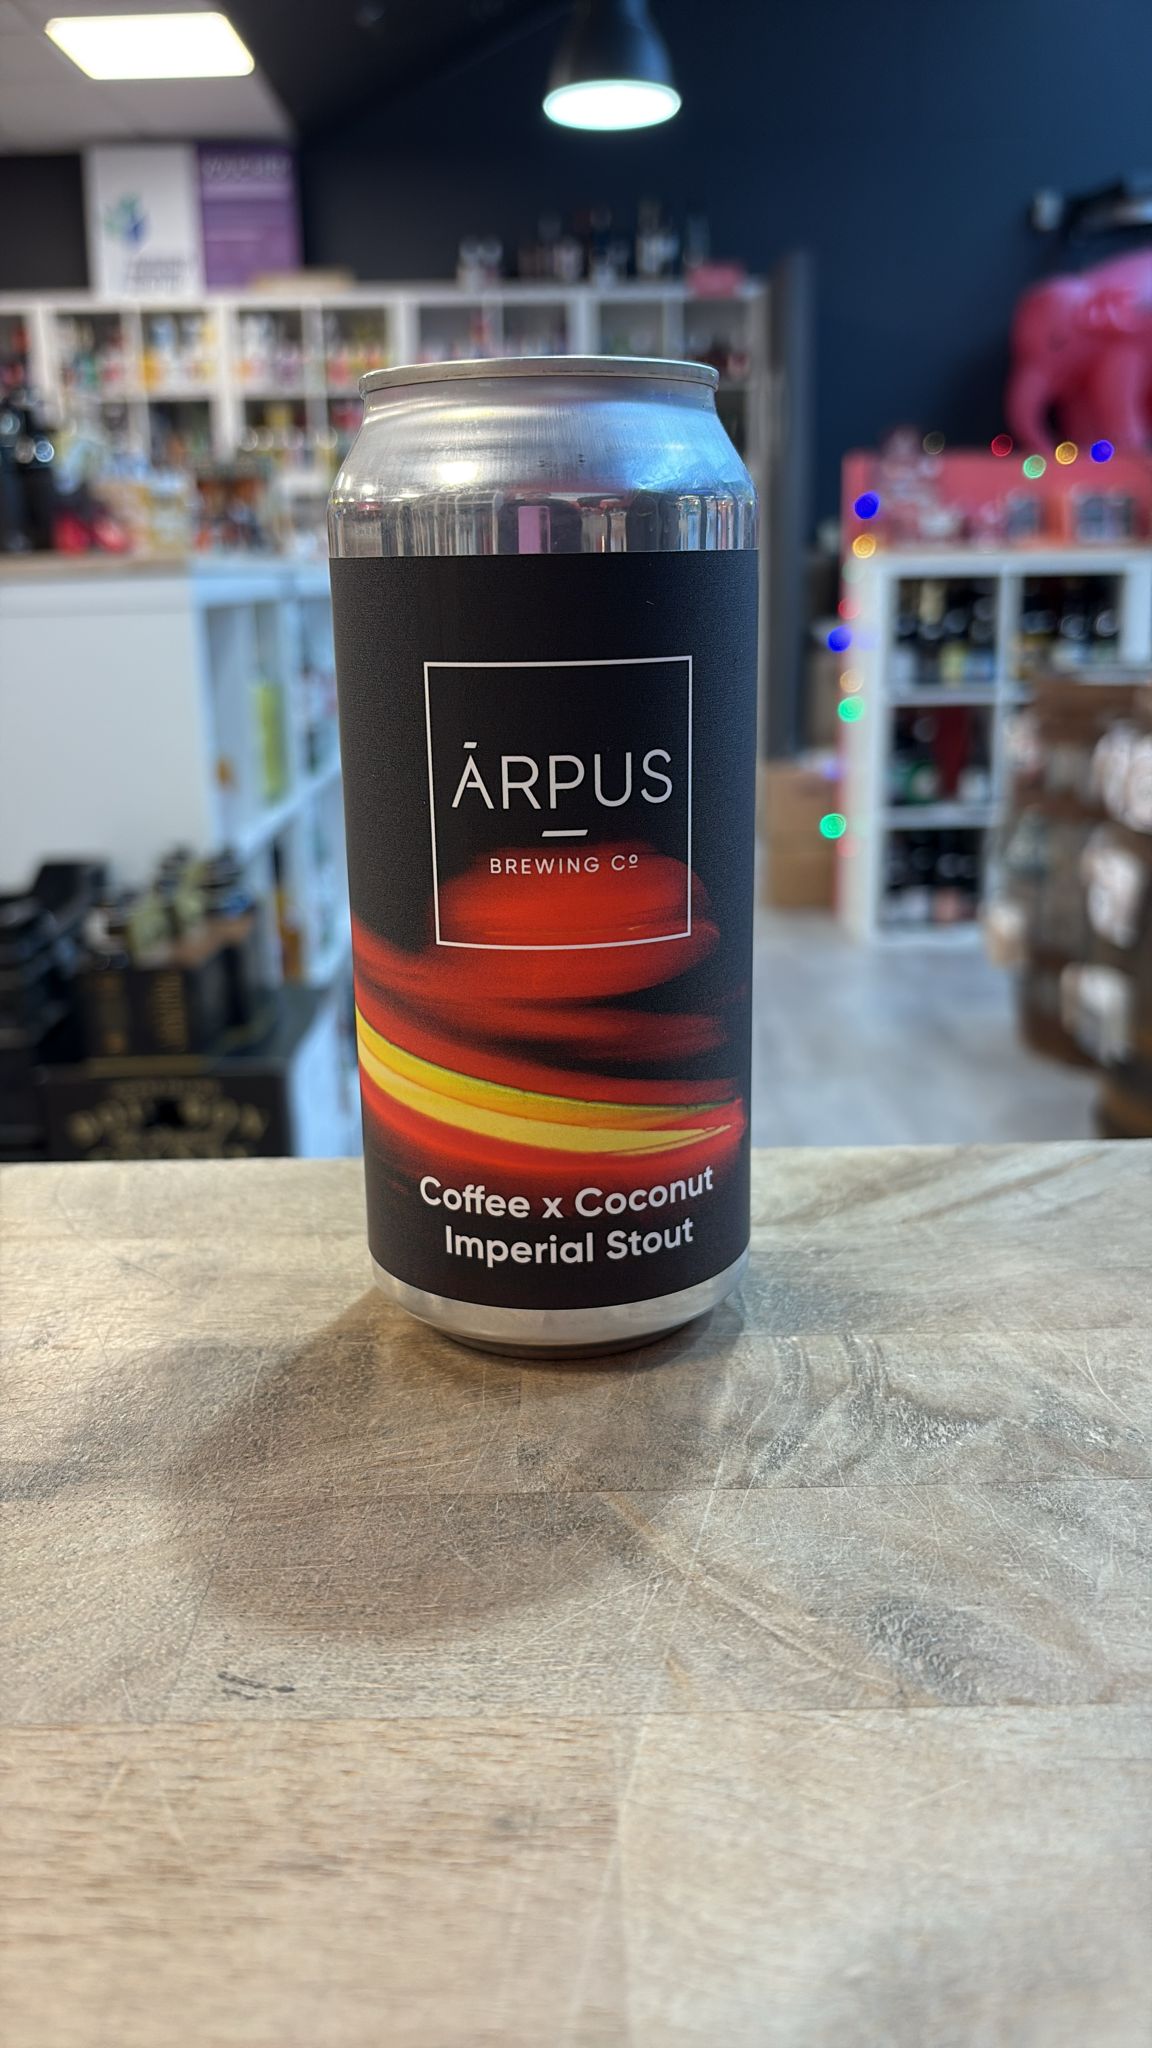 ĀRPUS
BREWING Cº
Coffee x Coconut
Imperial Stout